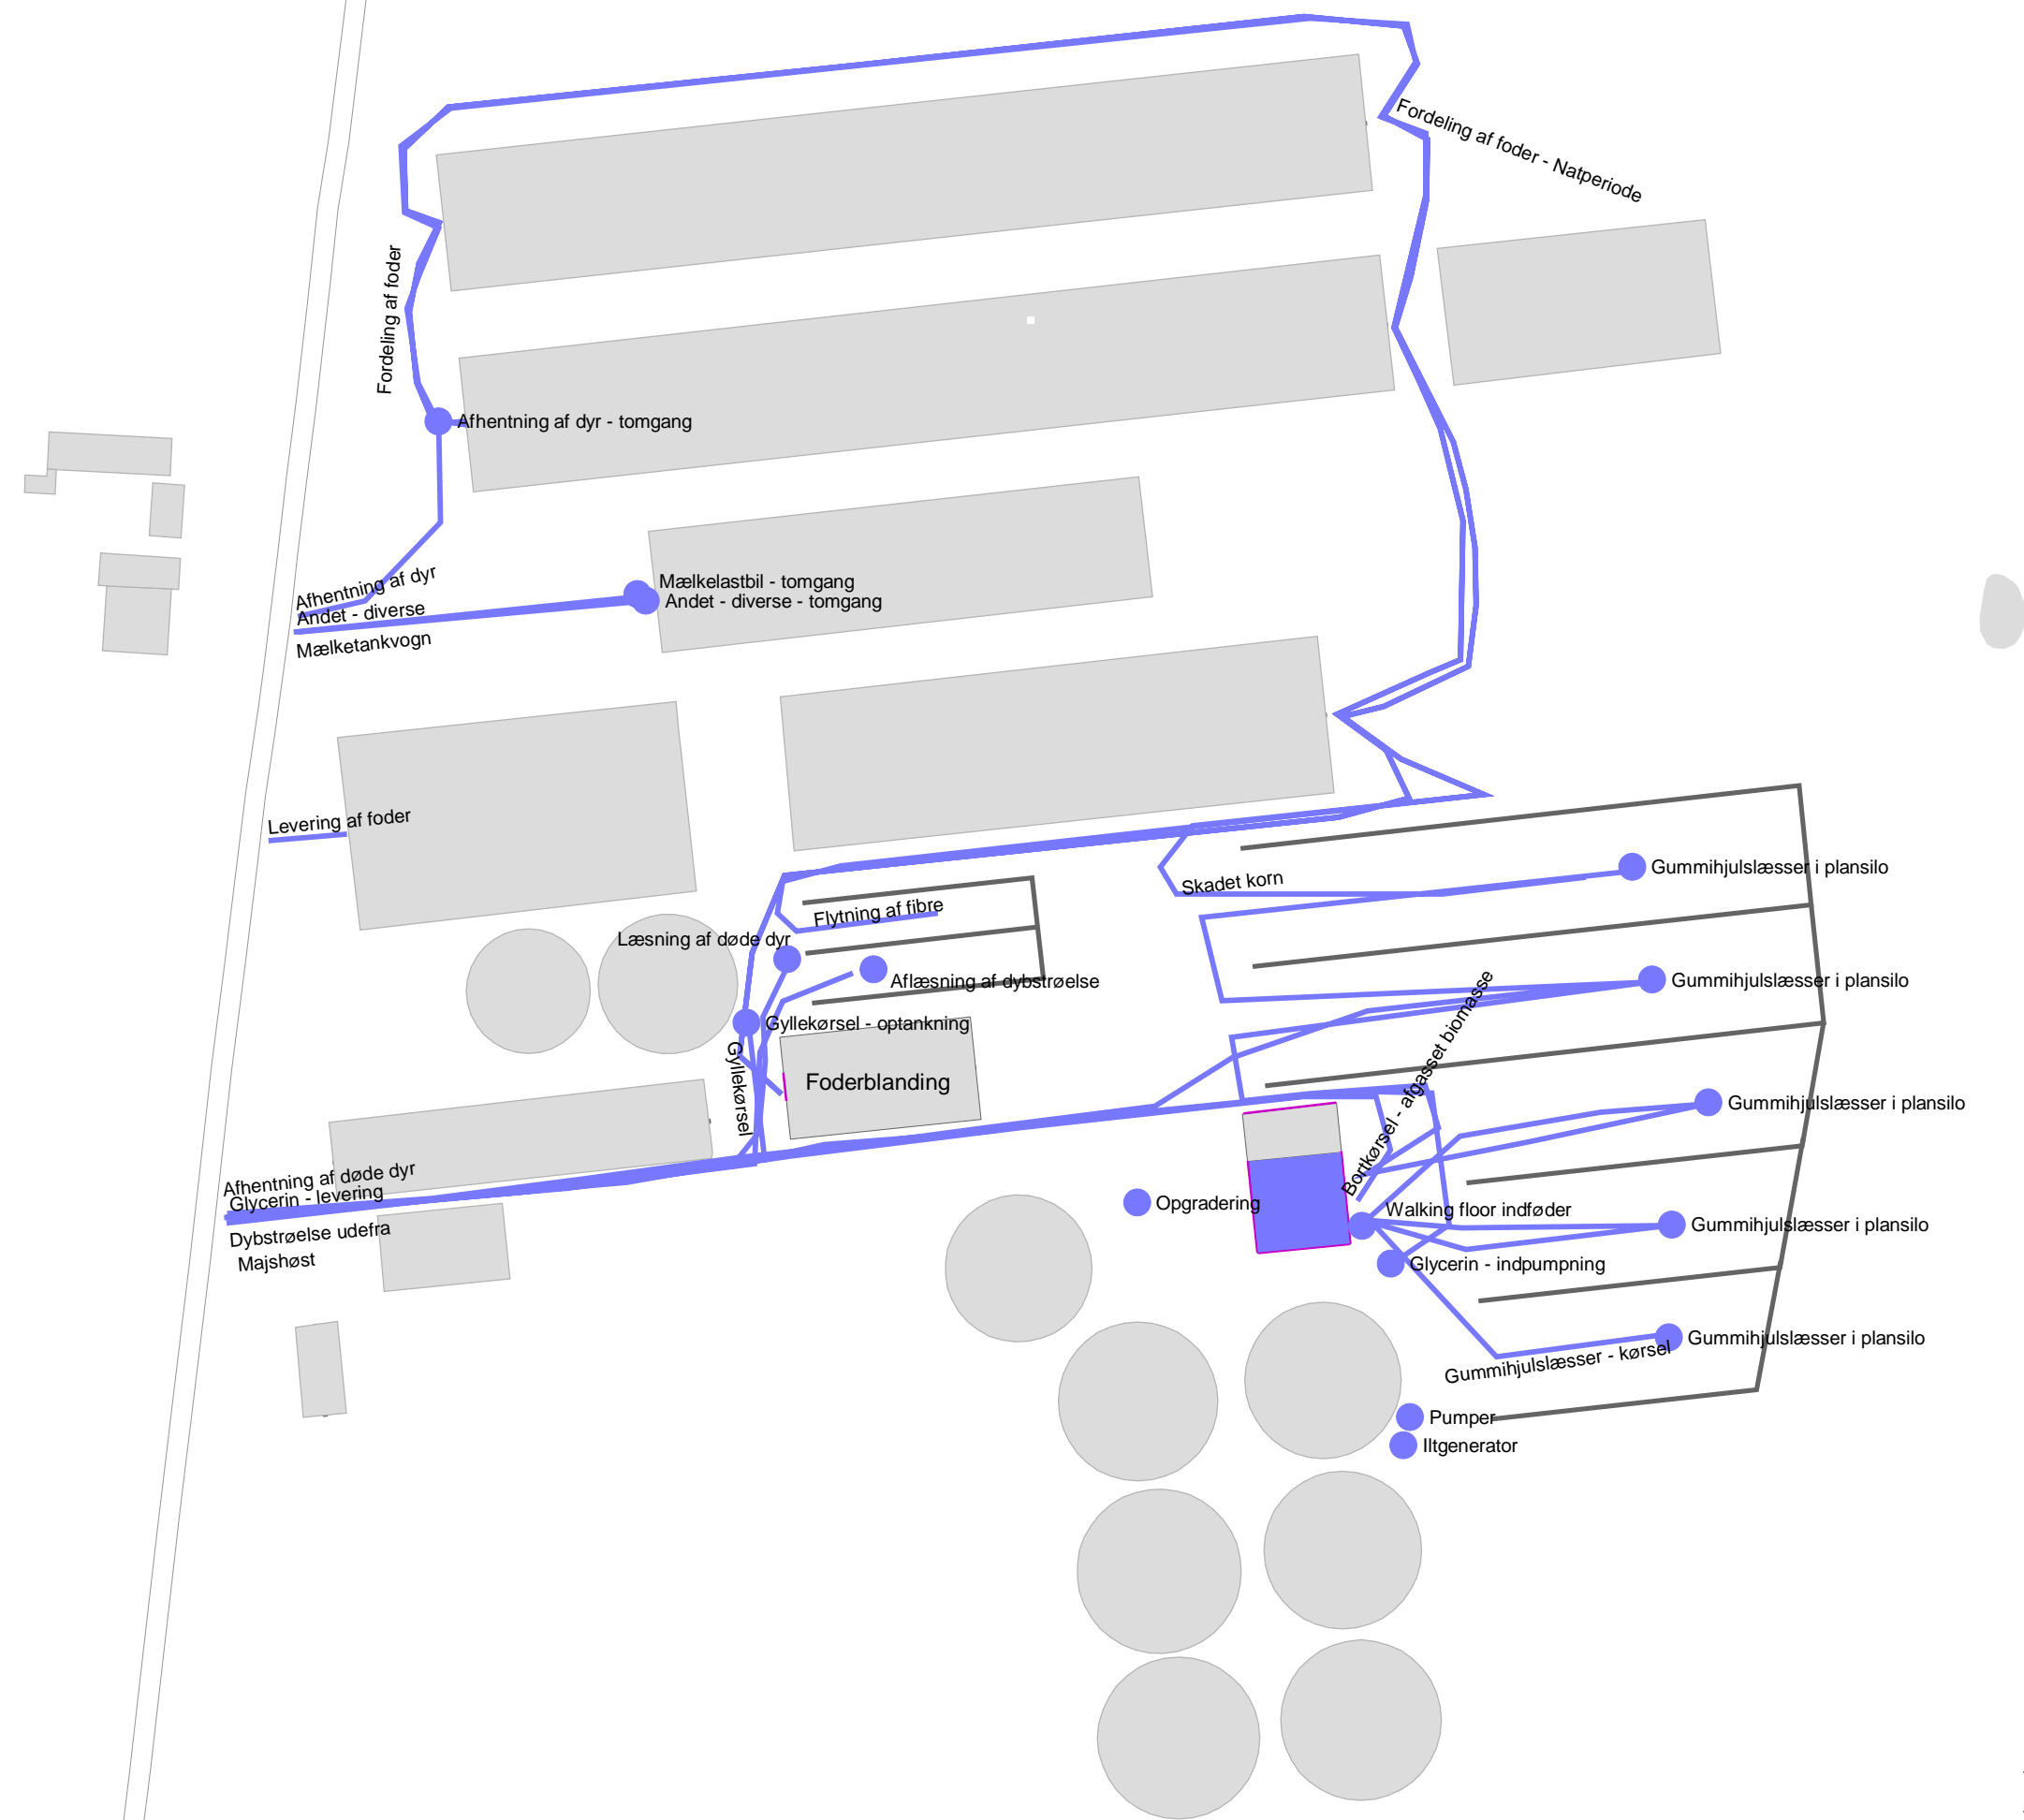 Fordeling af foder - Natperiode
Fordeling af foder
Afhentning af dyr - tomgang
Afhentning af dyr
Andet - diverse
Mælketankvogn
Mælkelastbil - tomgang
Andet - diverse - tomgang
Levering af foder
Skadet korn
Gummihjulslæsser i plansilo
Flytning af fibre
Læsning af døde dyr
Aflæsning af dybstrøelse
Gummihjulslæsser i plansilo
Gyllekørsel - optankning
Gyllekørsel
Foderblanding
Bortkørsel - afgasset biomasse
Gummihjulslæsser i plansilo
Afhentning af døde dyr
Glycerin - levering
Dybstrøelse udefra
Majshøst
Opgradering
Walking floor indføder
Gummihjulslæsser i plansilo
Glycerin - indpumpning
Gummihjulslæsser i plansilo
Gummihjulslæsser - kørsel
Pumper
Iltgenerator